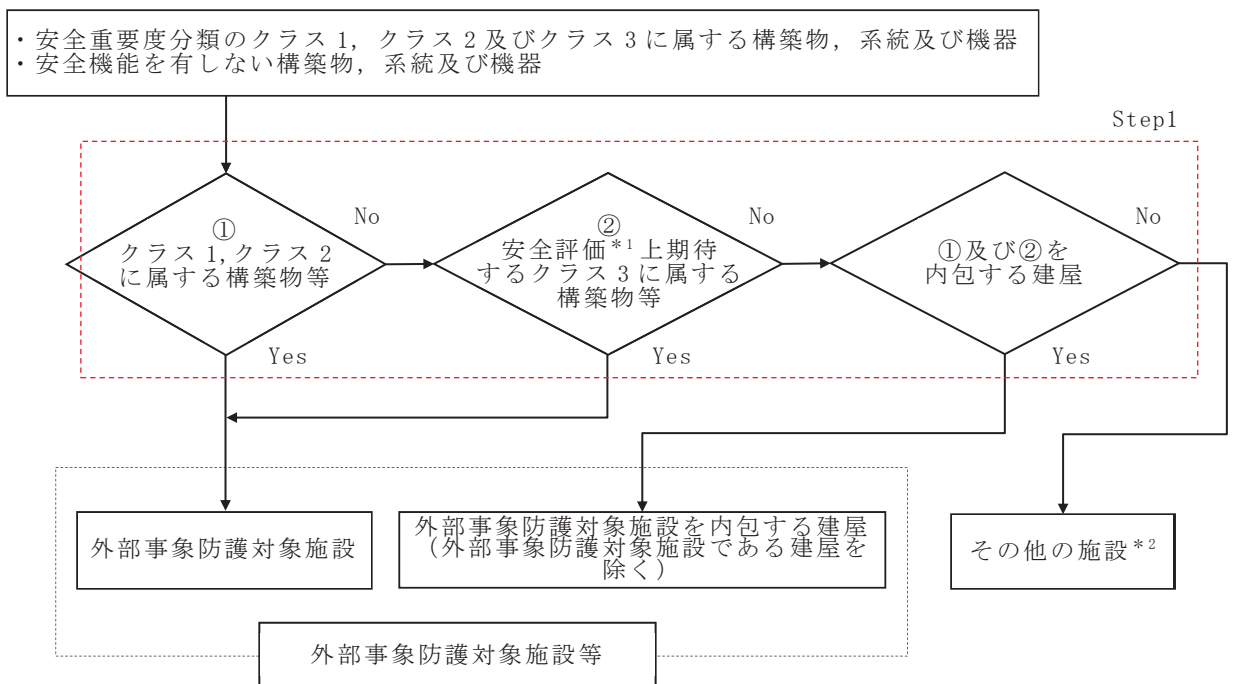 ・安全重要度分類のクラス1，クラス2及びクラス3に属する構築物，系統及び機器
・安全機能を有しない構築物，系統及び機器
Step1
①
クラス1,クラス2
に属する構築物等
No
Yes
②
安全評価*1上期待
するクラス3に属する
構築物等
No
Yes
①及び②を
内包する建屋
No
Yes
外部事象防護対象施設
外部事象防護対象施設を内包する建屋
（外部事象防護対象施設である建屋を
除く）
その他の施設*2
外部事象防護対象施設等